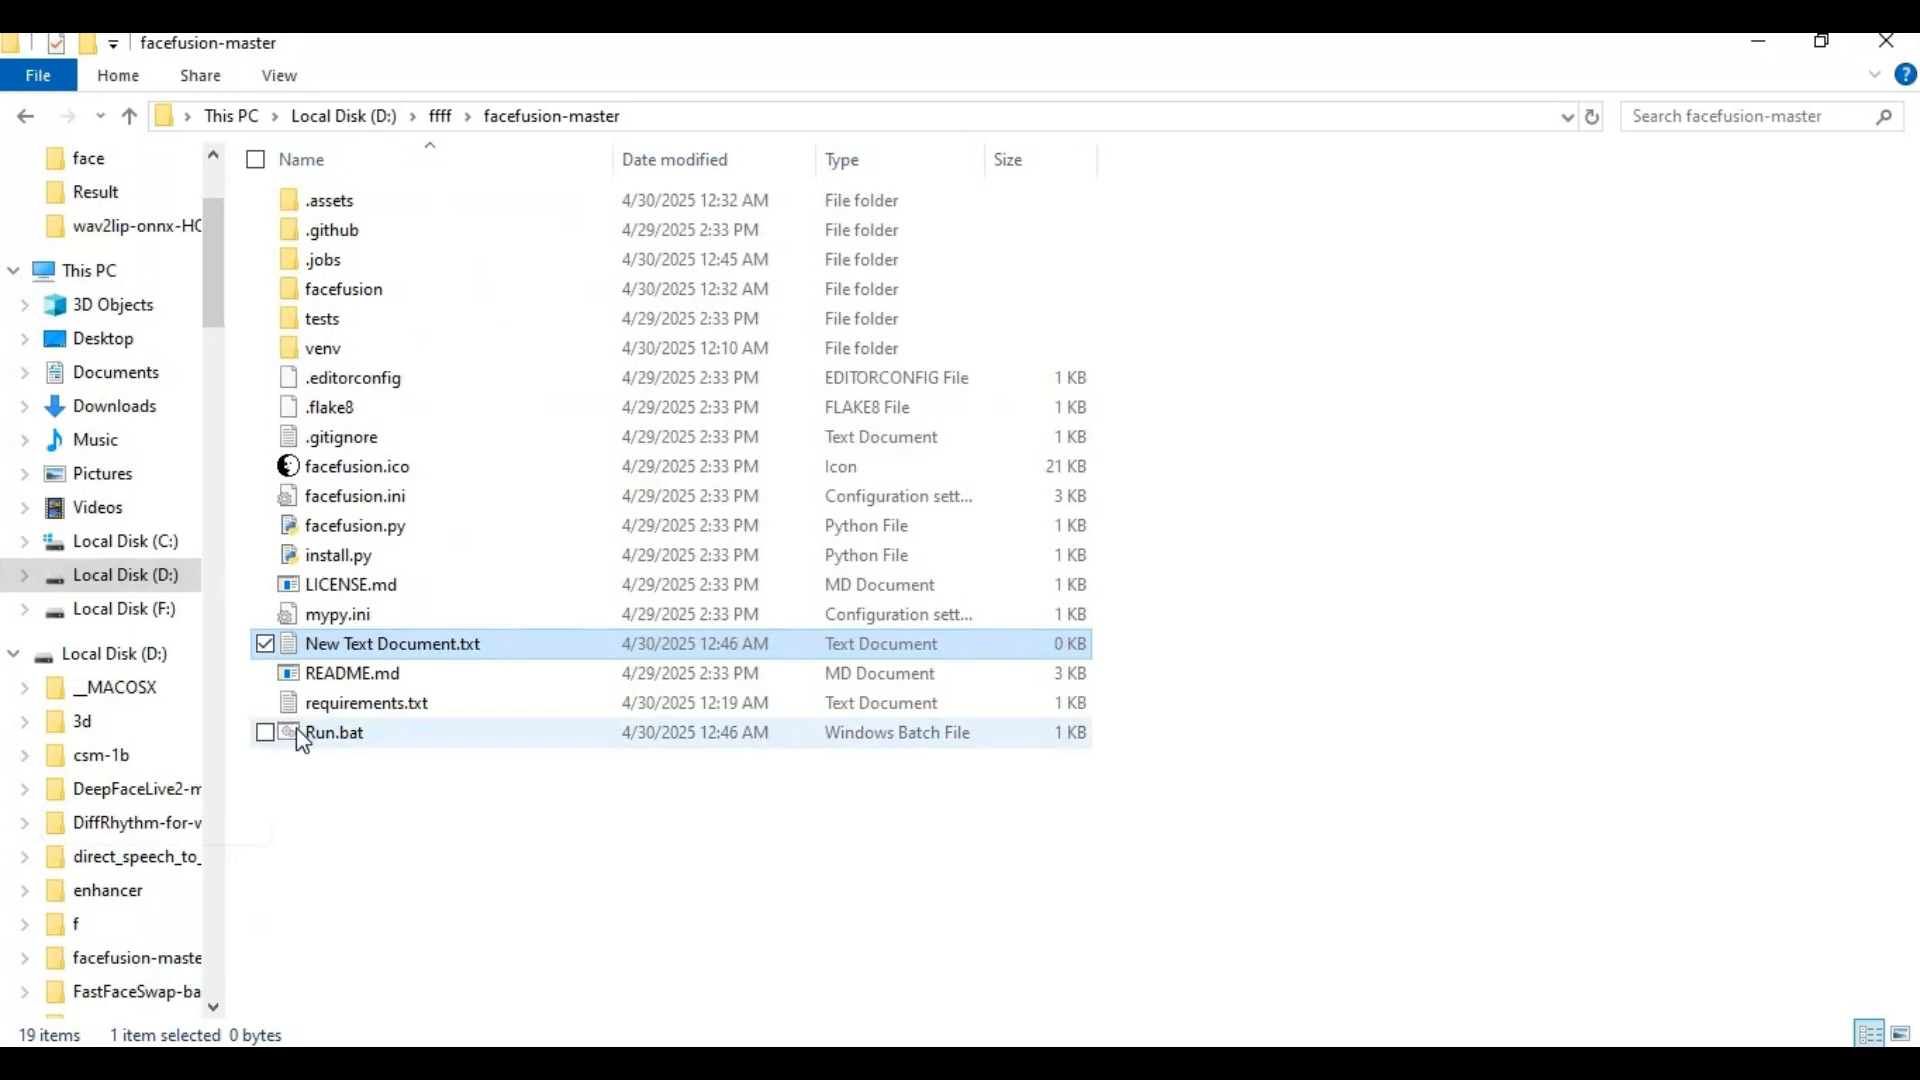 facefusion-master
File Home Share View
This PC Local Disk (D:) ffff facefusion-master Search facefusion-master
face
Result
wav2lip-onnx-HC
This PC
3D Objects
Desktop
Documents
Downloads
Music
Pictures
Videos
Local Disk (C:)
Local Disk (D:)
Local Disk (F:)
Local Disk (D:)
__MACOSX
3d
csm-1b
DeepFaceLive2-m
DiffRhythm-for-w
direct_speech_to_
enhancer
f
facefusion-maste
FastFaceSwap-ba
Name Date modified Type Size
.assets 4/30/2025 12:32 AM File folder
.github 4/29/2025 2:33 PM File folder
.jobs 4/30/2025 12:45 AM File folder
facefusion 4/30/2025 12:32 AM File folder
tests 4/29/2025 2:33 PM File folder
venv 4/30/2025 12:10 AM File folder
.editorconfig 4/29/2025 2:33 PM EDITORCONFIG File 1 KB
.flake8 4/29/2025 2:33 PM FLAKE8 File 1 KB
.gitignore 4/29/2025 2:33 PM Text Document 1 KB
facefusion.ico 4/29/2025 2:33 PM Icon 21 KB
facefusion.ini 4/29/2025 2:33 PM Configuration sett... 3 KB
facefusion.py 4/29/2025 2:33 PM Python File 1 KB
install.py 4/29/2025 2:33 PM Python File 1 KB
LICENSE.md 4/29/2025 2:33 PM MD Document 1 KB
mypy.ini 4/29/2025 2:33 PM Configuration sett... 1 KB
New Text Document.txt 4/30/2025 12:46 AM Text Document 0 KB
README.md 4/29/2025 2:33 PM MD Document 3 KB
requirements.txt 4/30/2025 12:19 AM Text Document 1 KB
Run.bat 4/30/2025 12:46 AM Windows Batch File 1 KB
19 items 1 item selected 0 bytes